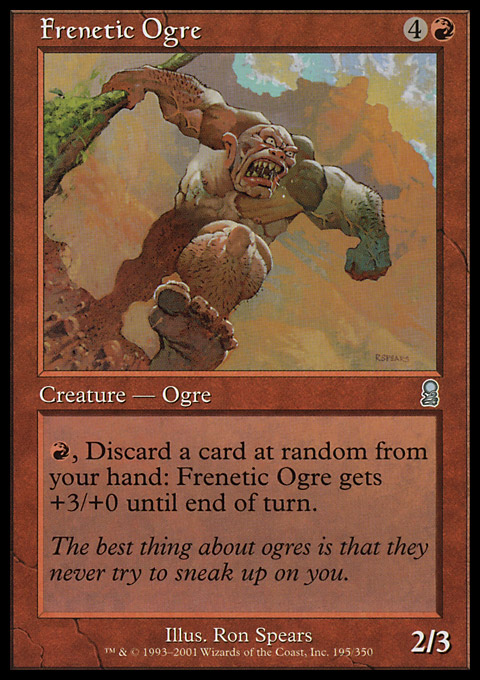 Frenetic Ogre 4
R.SPEARS
Creature — Ogre
, Discard a card at random from
your hand: Frenetic Ogre gets
+3/+0 until end of turn.
The best thing about ogres is that they
never try to sneak up on you.
Illus. Ron Spears
™ & © 1993–2001 Wizards of the Coast, Inc. 195/350
2/3